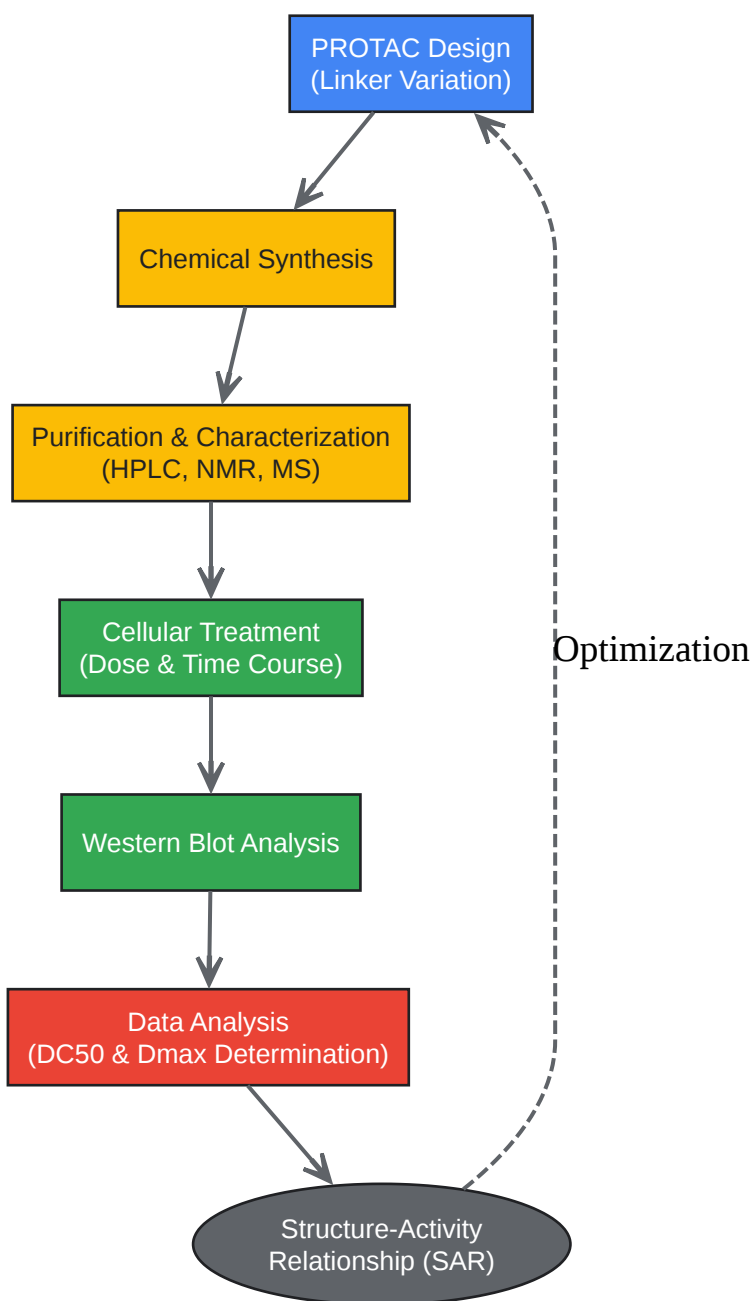 PROTAC Design
(Linker Variation)
Chemical Synthesis
Purification & Characterization
(HPLC, NMR, MS)
Cellular Treatment
(Dose & Time Course)
Optimization
Western Blot Analysis
Data Analysis
(DC50 & Dmax Determination)
Structure-Activity
Relationship (SAR)